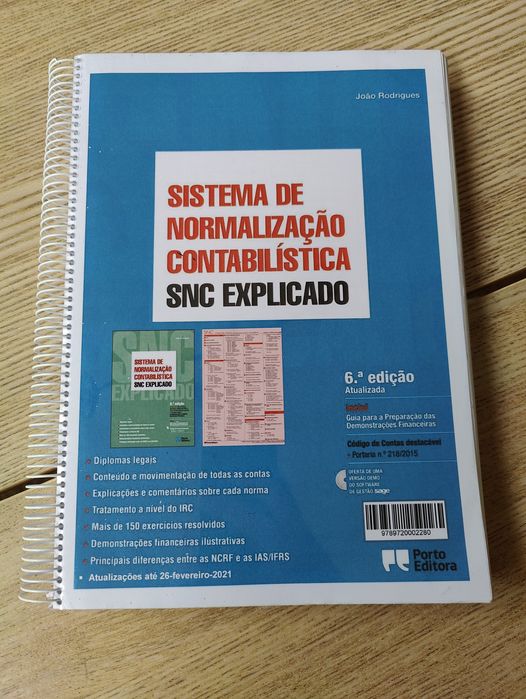 João Rodrigues
SISTEMA DE
NORMALIZAÇÃO
CONTABILÍSTICA
SNC EXPLICADO
SNC
SISTEMA DE
NORMALIZAÇÃO
CONTABILÍSTICA
SNC EXPLICADO
EXPLICADO
6.ª edição
Atualizada
Inclui
Guia para a Preparação das
Demonstrações Financeiras
Código de Contas destacável
+ Portaria n.º 218/2015
OFERTA DE UMA
VERSÃO DEMO
DO SOFTWARE
DE GESTÃO sage
Diplomas legais
Conteúdo e movimentação de todas as contas
Explicações e comentários sobre cada norma
Tratamento a nível do IRC
Mais de 150 exercícios resolvidos
Demonstrações financeiras ilustrativas
Principais diferenças entre as NCRF e as IAS/IFRS
• Atualizações até 26-fevereiro-2021
9789720002280
Porto
Editora